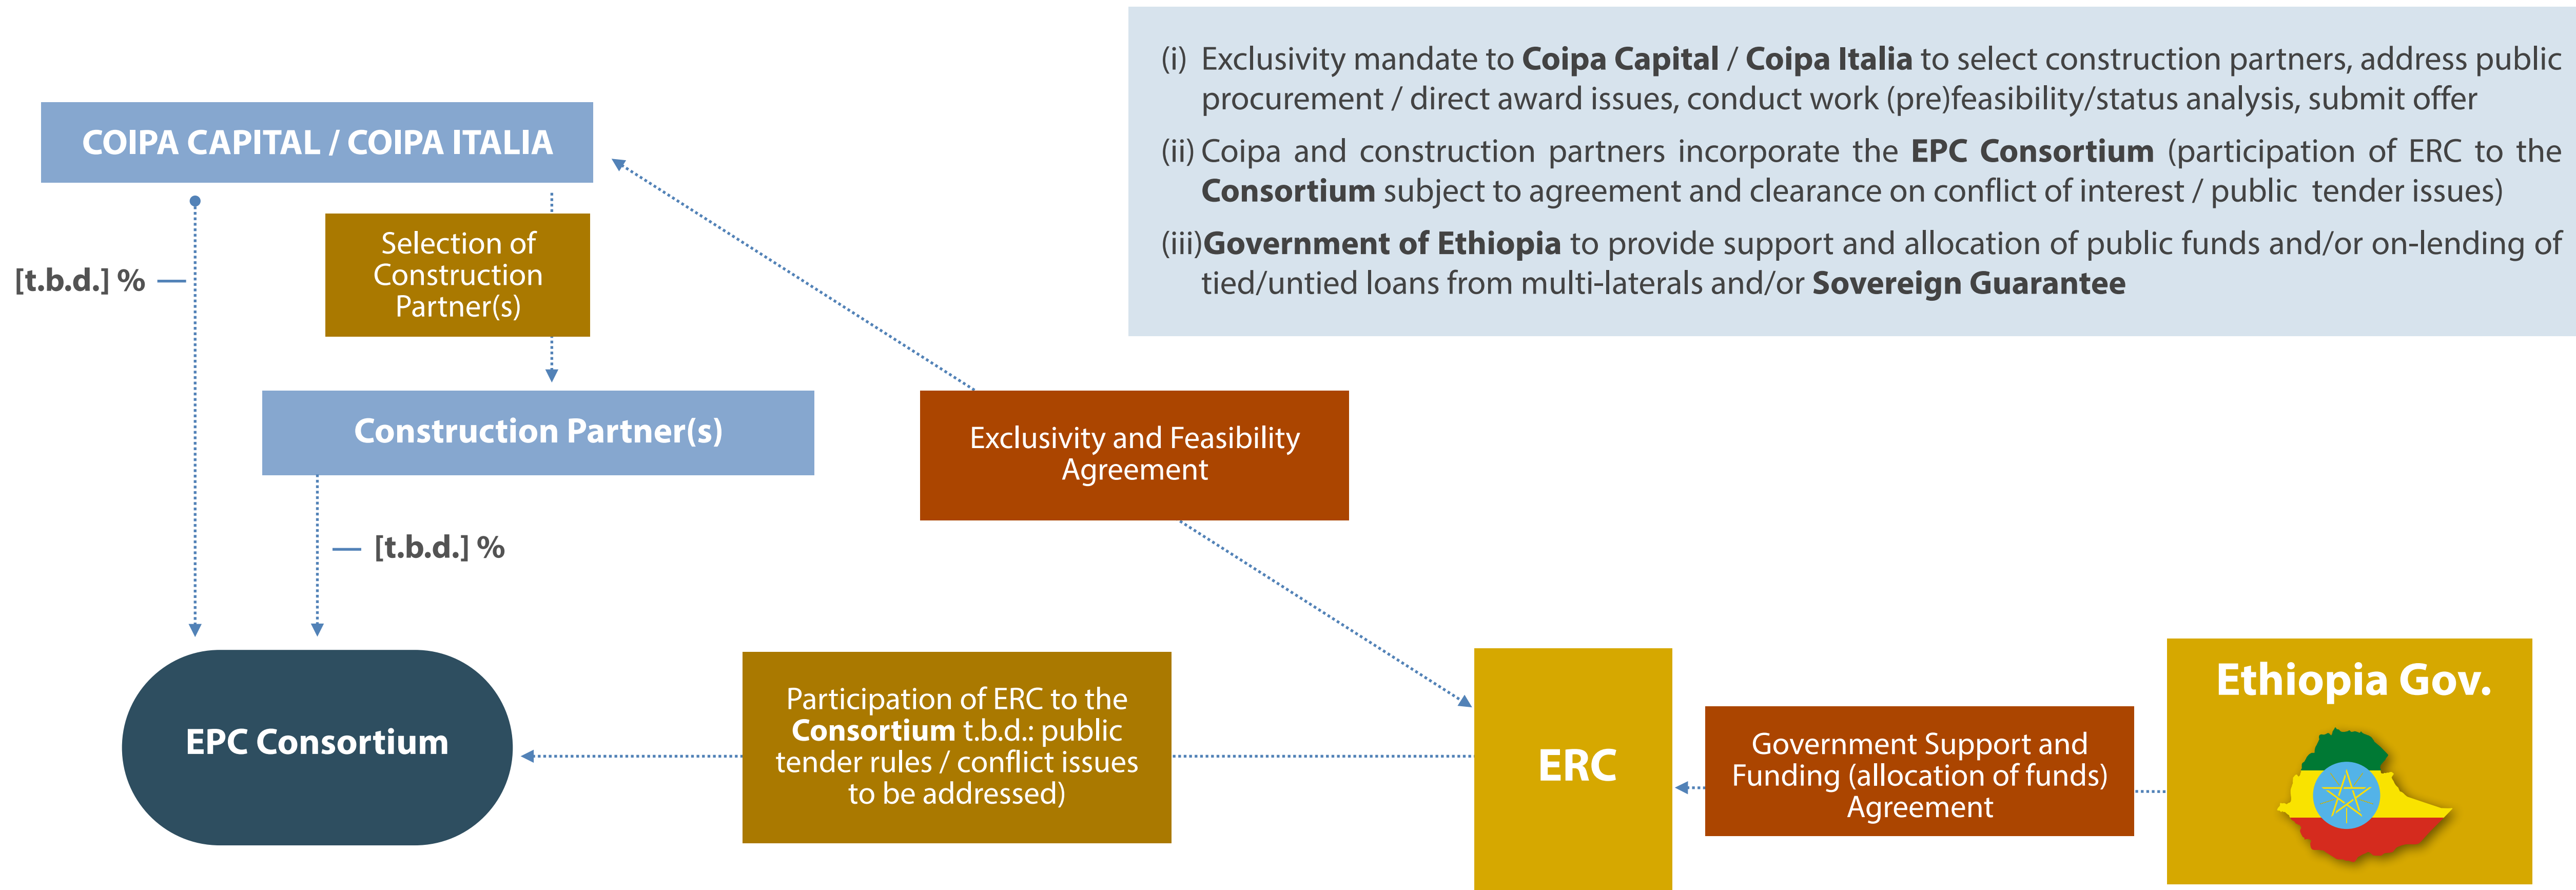 (i) Exclusivity mandate to Coipa Capital / Coipa Italia to select construction partners, address public
procurement / direct award issues, conduct work (pre)feasibility/status analysis, submit offer
(ii) Coipa and construction partners incorporate the EPC Consortium (participation of ERC to the
Consortium subject to agreement and clearance on conflict of interest / public tender issues)
(iii)Government of Ethiopia to provide support and allocation of public funds and/or on-lending of
tied/untied loans from multi-laterals and/or Sovereign Guarantee
COIPA CAPITAL / COIPA ITALIA
Selection of
Construction
Partner(s)
[t.b.d.] %
Construction Partner(s)
Exclusivity and Feasibility
Agreement
[t.b.d.] %
EPC Consortium
Participation of ERC to the
Consortium t.b.d.: public
tender rules / conflict issues
to be addressed)
ERC
Government Support and
Funding (allocation of funds)
Agreement
Ethiopia Gov.